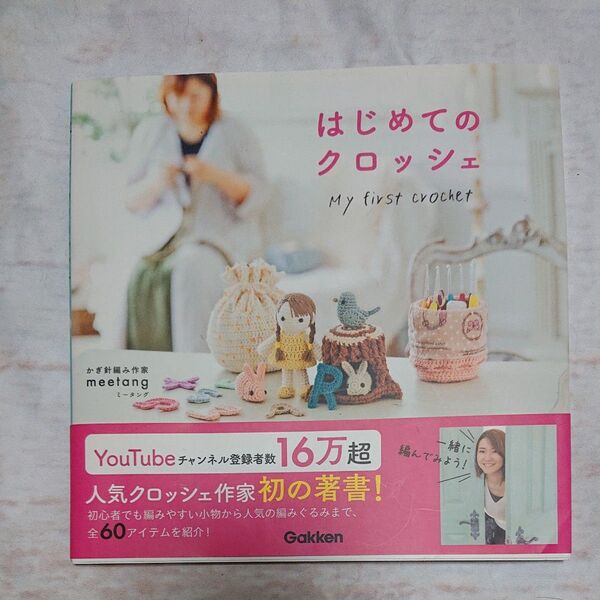 はじめての
クロッシェ
My first crochet
かぎ針編み作家
meetang
ミータング
R
YouTubeチャンネル登録者数16万超
人気クロッシェ作家初の著書!
初心者でも編みやすい小物から人気の編みぐるみまで、
全60アイテムを紹介!
一緒に
編んでみよう!
Gakken